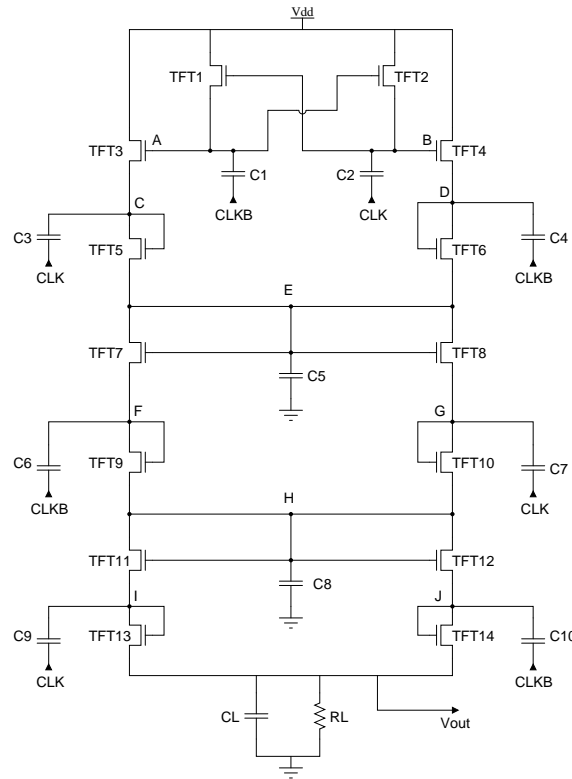 Vdd
TFT1
TFT2
A
B
TFT3
TFT4
C1
C2
CLKB
CLK
C
D
C3
TFT5
TFT6
C4
CLK
CLKB
E
TFT7
TFT8
C5
F
G
C6
TFT9
TFT10
C7
CLKB
CLK
H
TFT11
TFT12
C8
I
J
C9
TFT13
TFT14
C10
CLK
CLKB
CL
RL
Vout